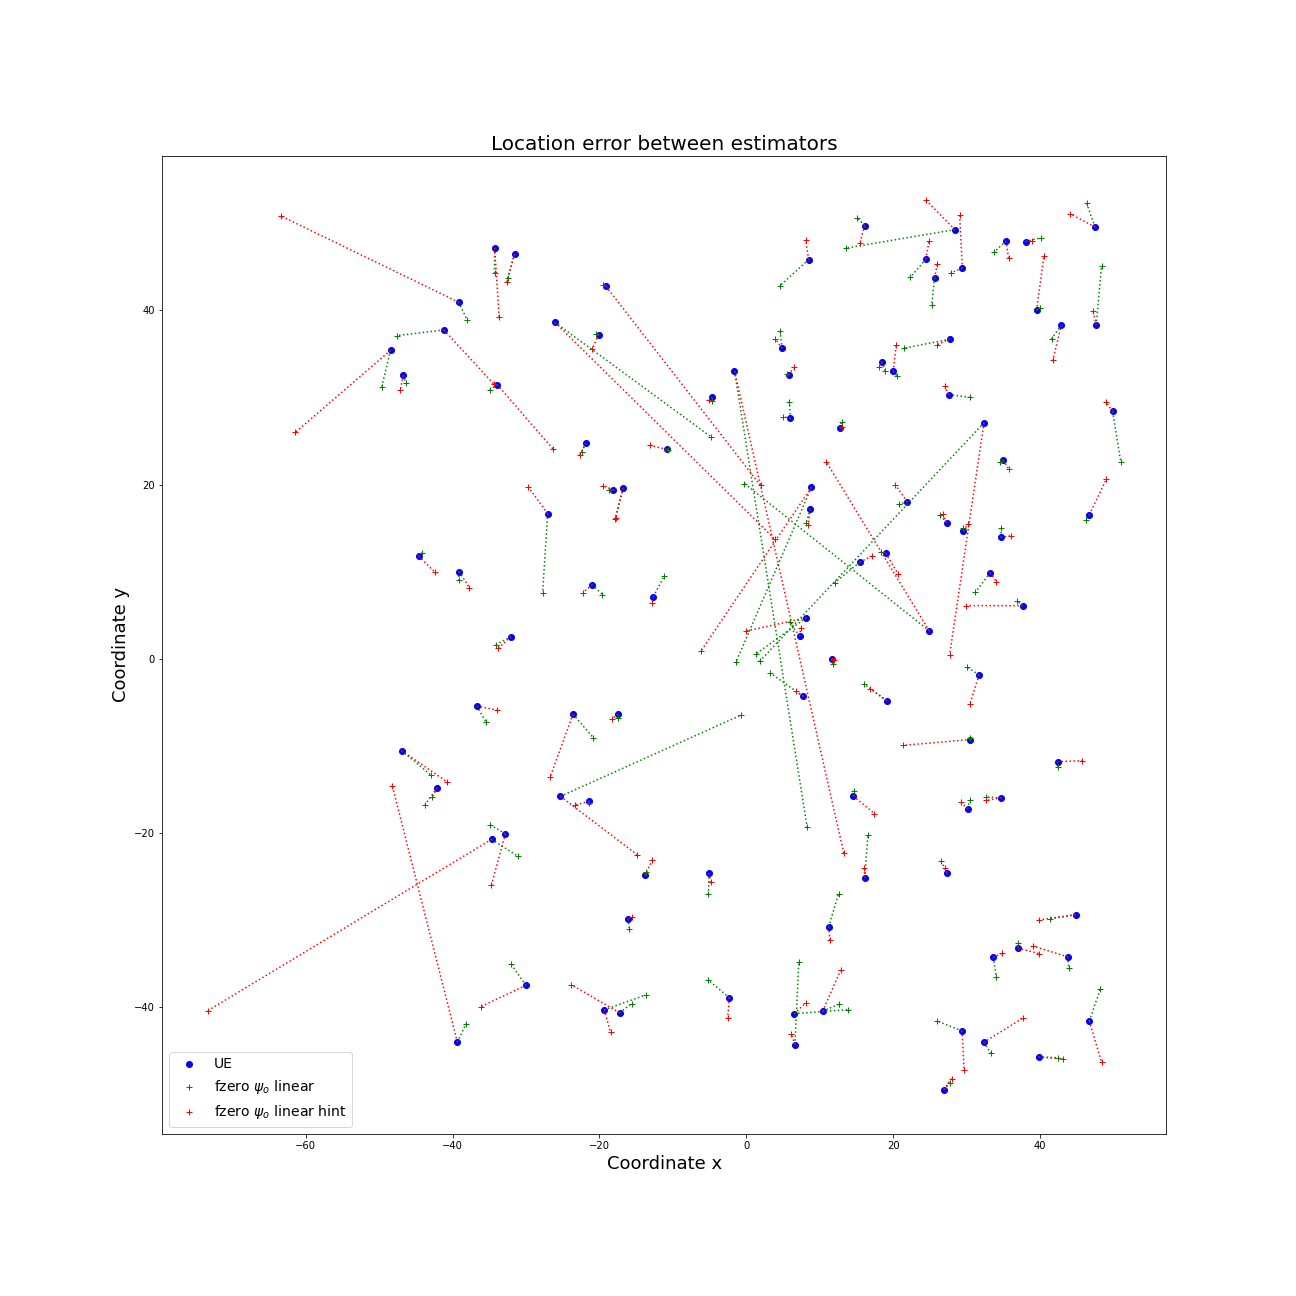 Location error between estimators
Coordinate y
40
20
0
−20
−40
−60
−40
−20
0
20
40
Coordinate x
UE
fzero ψₒ linear
fzero ψₒ linear hint